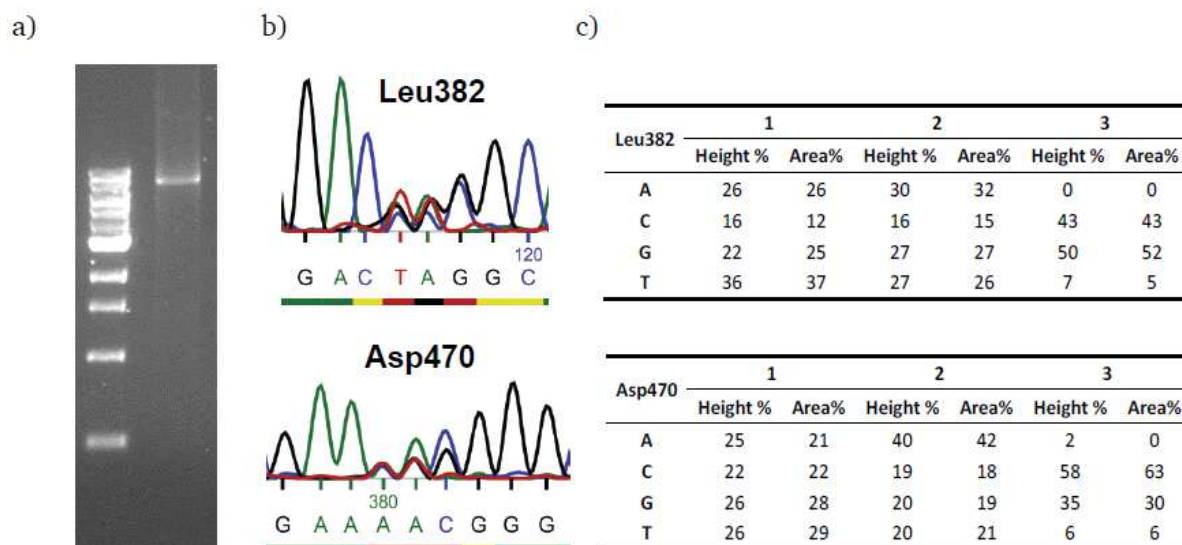 a)
b)
c)
Leu382
120
G A C T A G G C
Asp470
380
G A A A A C G G G
Leu382 1 2 3
Height % Area% Height % Area% Height % Area%
A 26 26 30 32 0 0
C 16 12 16 15 43 43
G 22 25 27 27 50 52
T 36 37 27 26 7 5
Asp470 1 2 3
Height % Area% Height % Area% Height % Area%
A 25 21 40 42 2 0
C 22 22 19 18 58 63
G 26 28 20 19 35 30
T 26 29 20 21 6 6